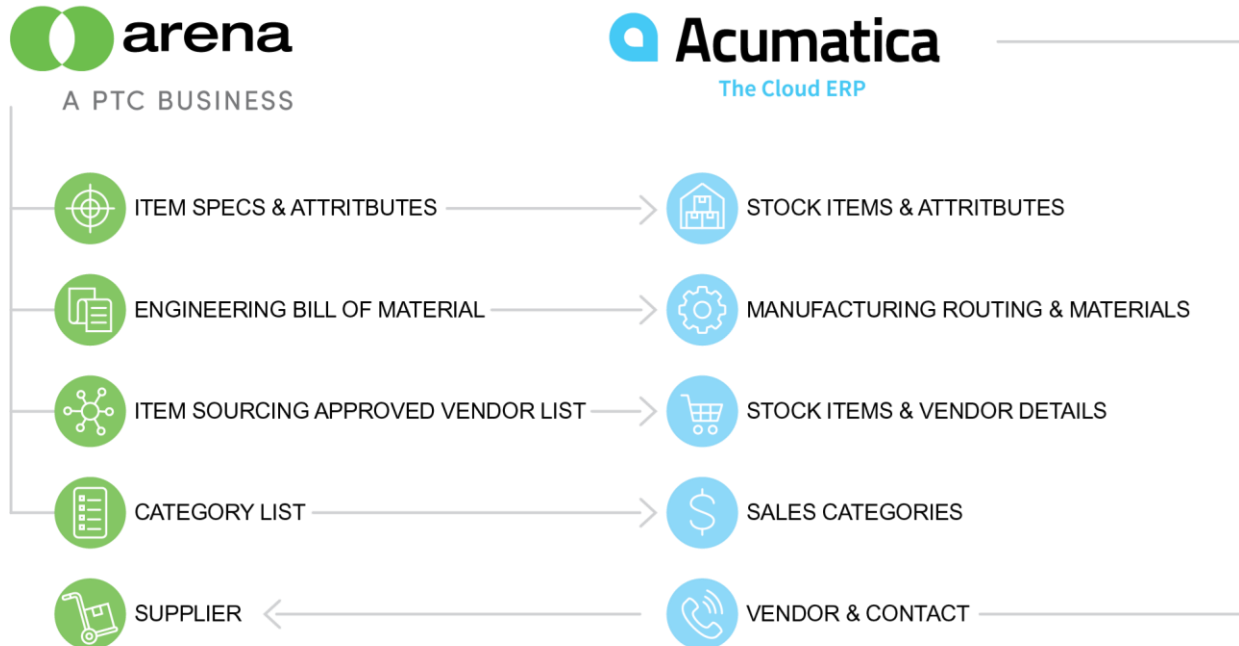 arena
A PTC BUSINESS
Acumatica
The Cloud ERP
ITEM SPECS & ATTRITBUTES
STOCK ITEMS & ATTRITBUTES
ENGINEERING BILL OF MATERIAL
MANUFACTURING ROUTING & MATERIALS
ITEM SOURCING APPROVED VENDOR LIST
STOCK ITEMS & VENDOR DETAILS
CATEGORY LIST
$
SALES CATEGORIES
SUPPLIER
VENDOR & CONTACT